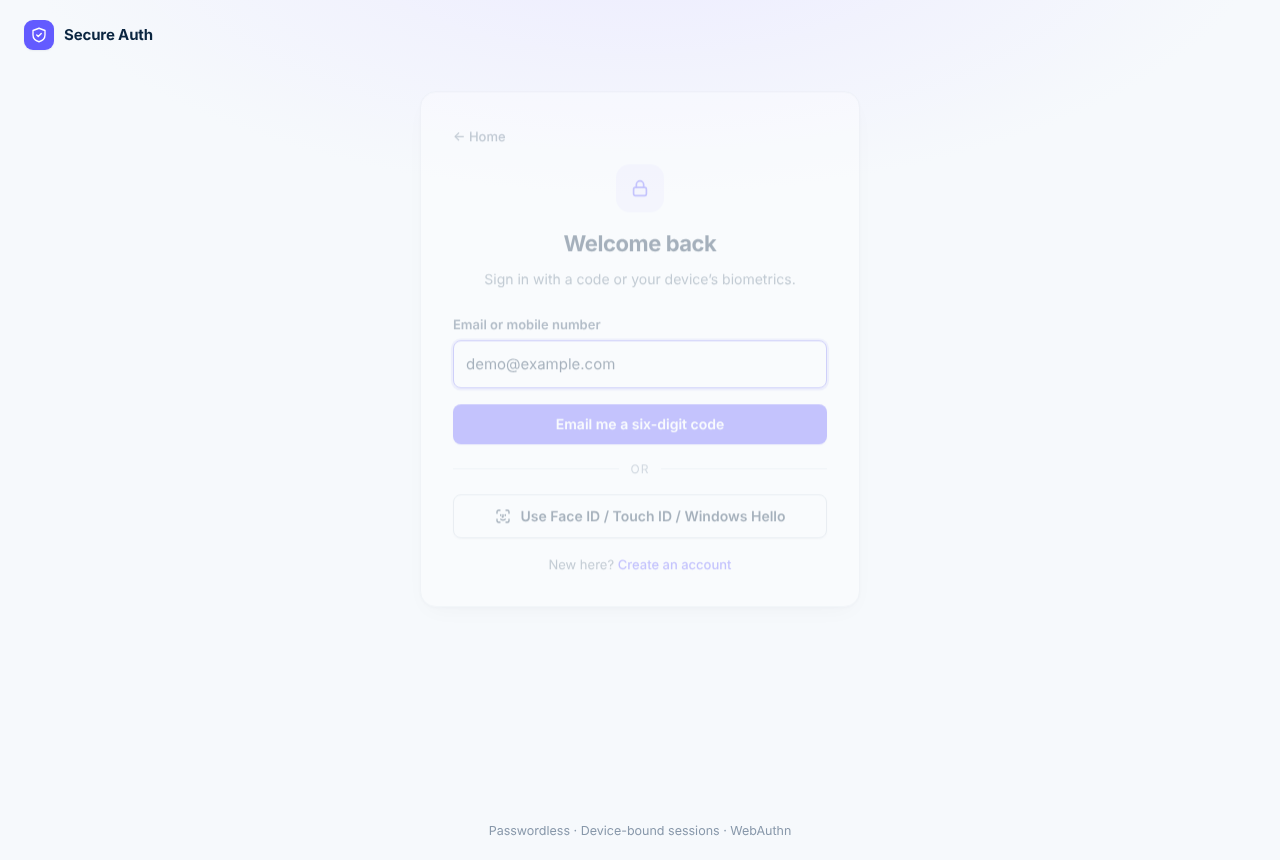 Secure Auth
← Home
Welcome back
Sign in with a code or your device’s biometrics.
Email or mobile number
demo@example.com
Email me a six-digit code
OR
Use Face ID / Touch ID / Windows Hello
New here? Create an account
Passwordless · Device-bound sessions · WebAuthn